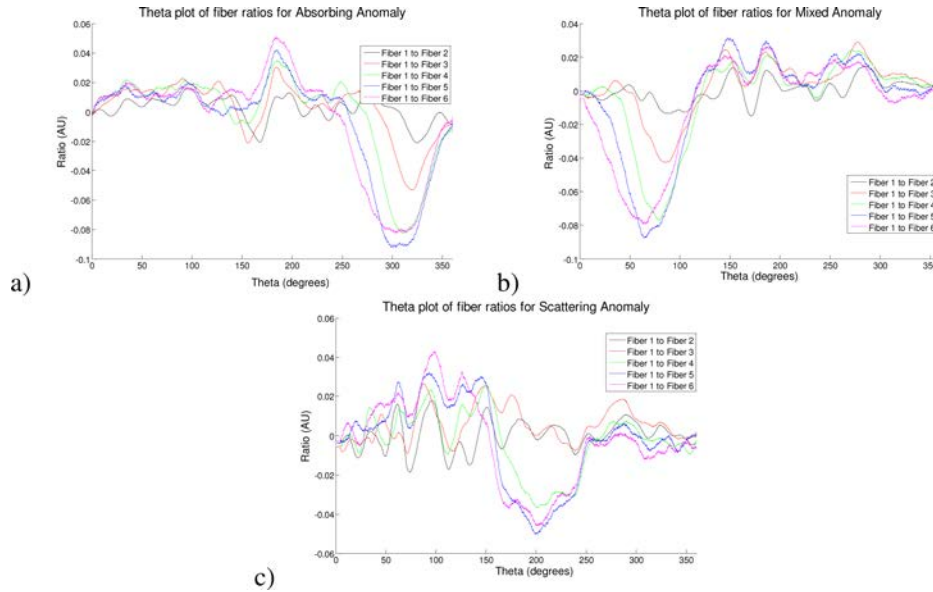 Theta plot of fiber ratios for Absorbing Anomaly
0.06
0.04
0.02
0
-0.02
-0.04
-0.06
-0.08
-0.1
Ratio (AU)
0 50 100 150 200 250 300 350
Theta (degrees)
Fiber 1 to Fiber 2
Fiber 1 to Fiber 3
Fiber 1 to Fiber 4
Fiber 1 to Fiber 5
Fiber 1 to Fiber 6
a)
Theta plot of fiber ratios for Mixed Anomaly
0.04
0.02
0
-0.02
-0.04
-0.06
-0.08
-0.1
Ratio (AU)
0 50 100 150 200 250 300 350
Theta (degrees)
Fiber 1 to Fiber 2
Fiber 1 to Fiber 3
Fiber 1 to Fiber 4
Fiber 1 to Fiber 5
Fiber 1 to Fiber 6
b)
Theta plot of fiber ratios for Scattering Anomaly
0.06
0.04
0.02
0
-0.02
-0.04
-0.06
Ratio (AU)
0 50 100 150 200 250 300 350
Theta (degrees)
Fiber 1 to Fiber 2
Fiber 1 to Fiber 3
Fiber 1 to Fiber 4
Fiber 1 to Fiber 5
Fiber 1 to Fiber 6
c)